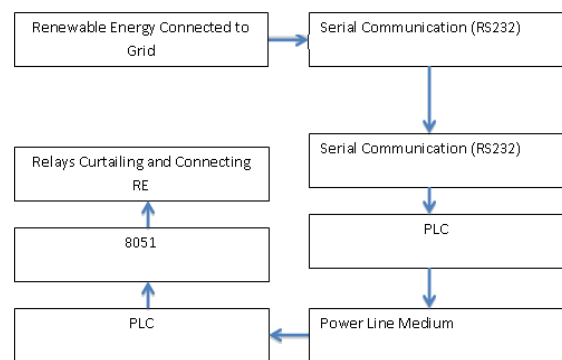 Renewable Energy Connected to
Grid
Serial Communication (RS232)
Serial Communication (RS232)
Relays Curtailing and Connecting
RE
PLC
8051
PLC
Power Line Medium